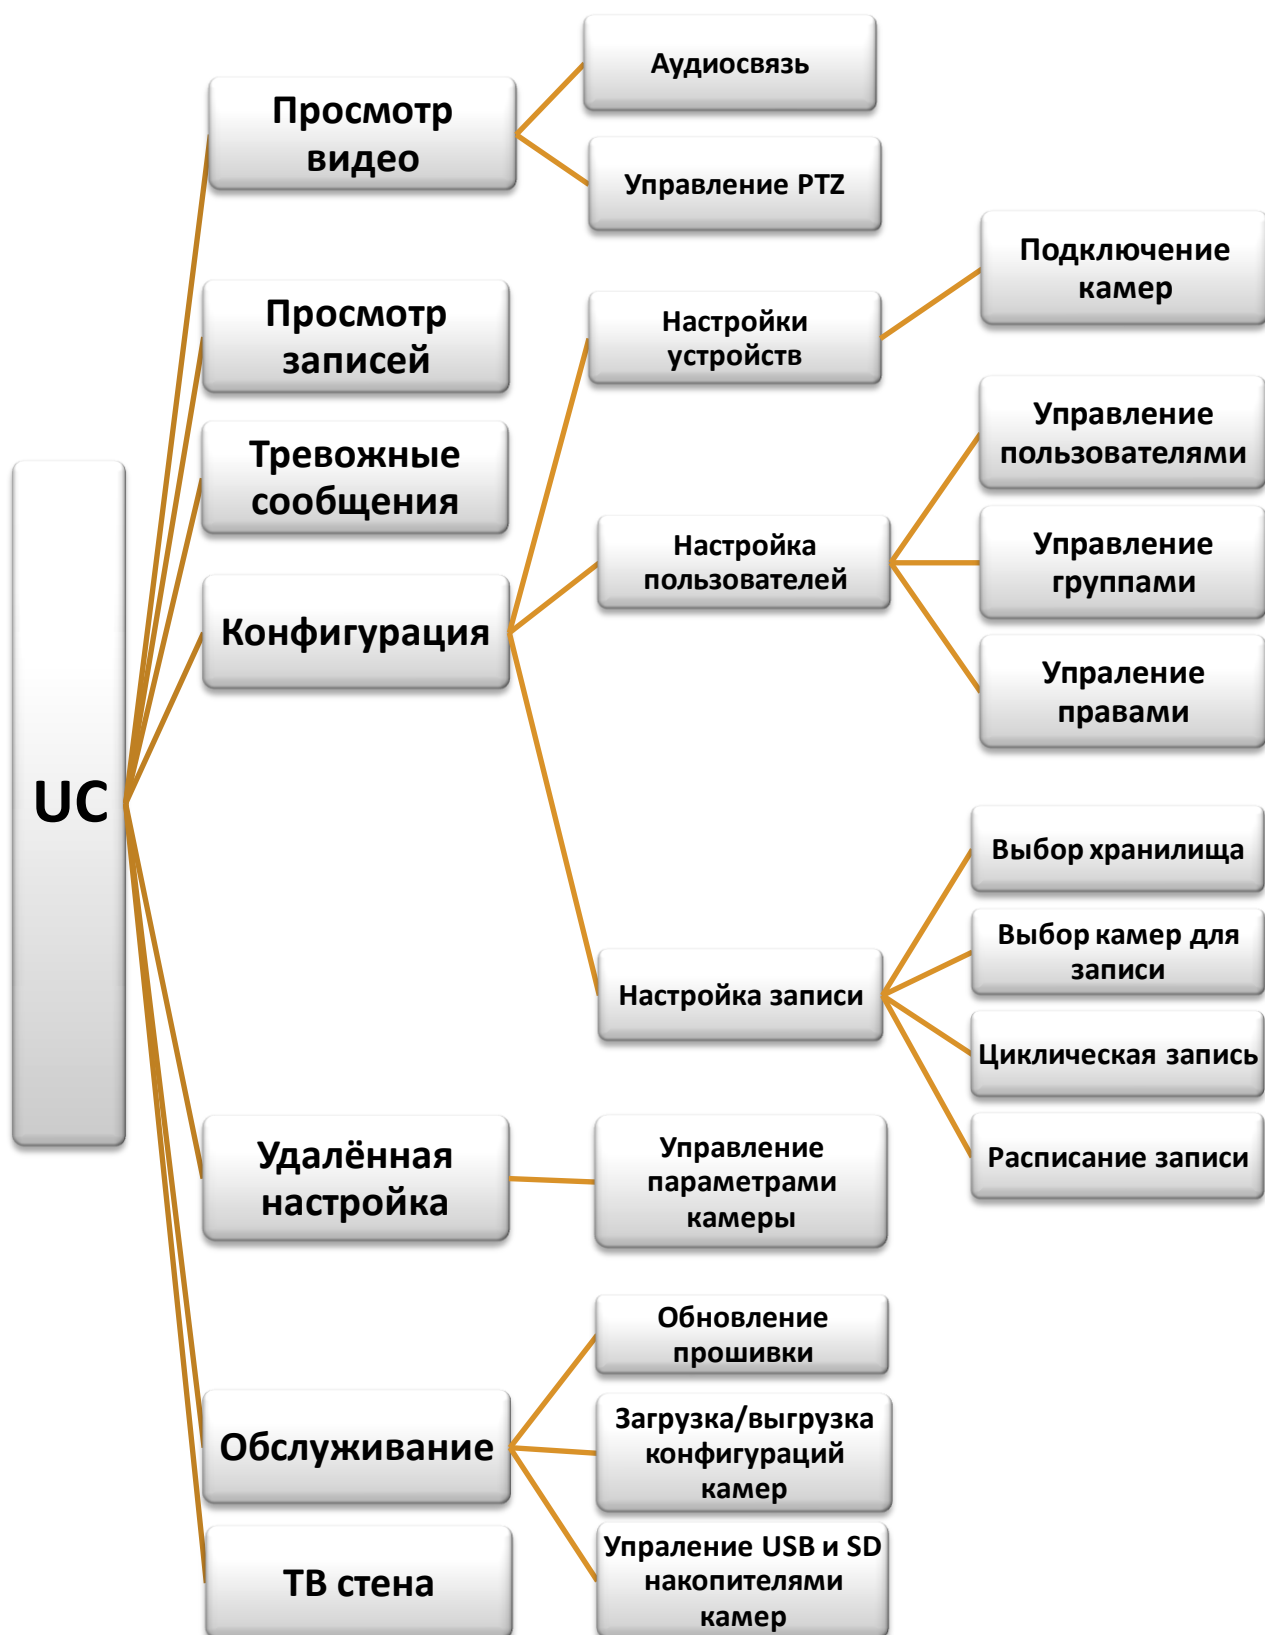 UC
Просмотр
видео
Аудиосвязь
Управление PTZ
Просмотр
записей
Тревожные
сообщения
Конфигурация
Настройки
устройств
Подключение
камер
Настройка
пользователей
Управление
пользователями
Управление
группами
Упраление
правами
Настройка записи
Выбор хранилища
Выбор камер для
записи
Циклическая запись
Расписание записи
Удалённая
настройка
Управление
параметрами
камеры
Обслуживание
Обновление
прошивки
Загрузка/выгрузка
конфигураций
камер
Упраление USB и SD
накопителями
камер
ТВ стена